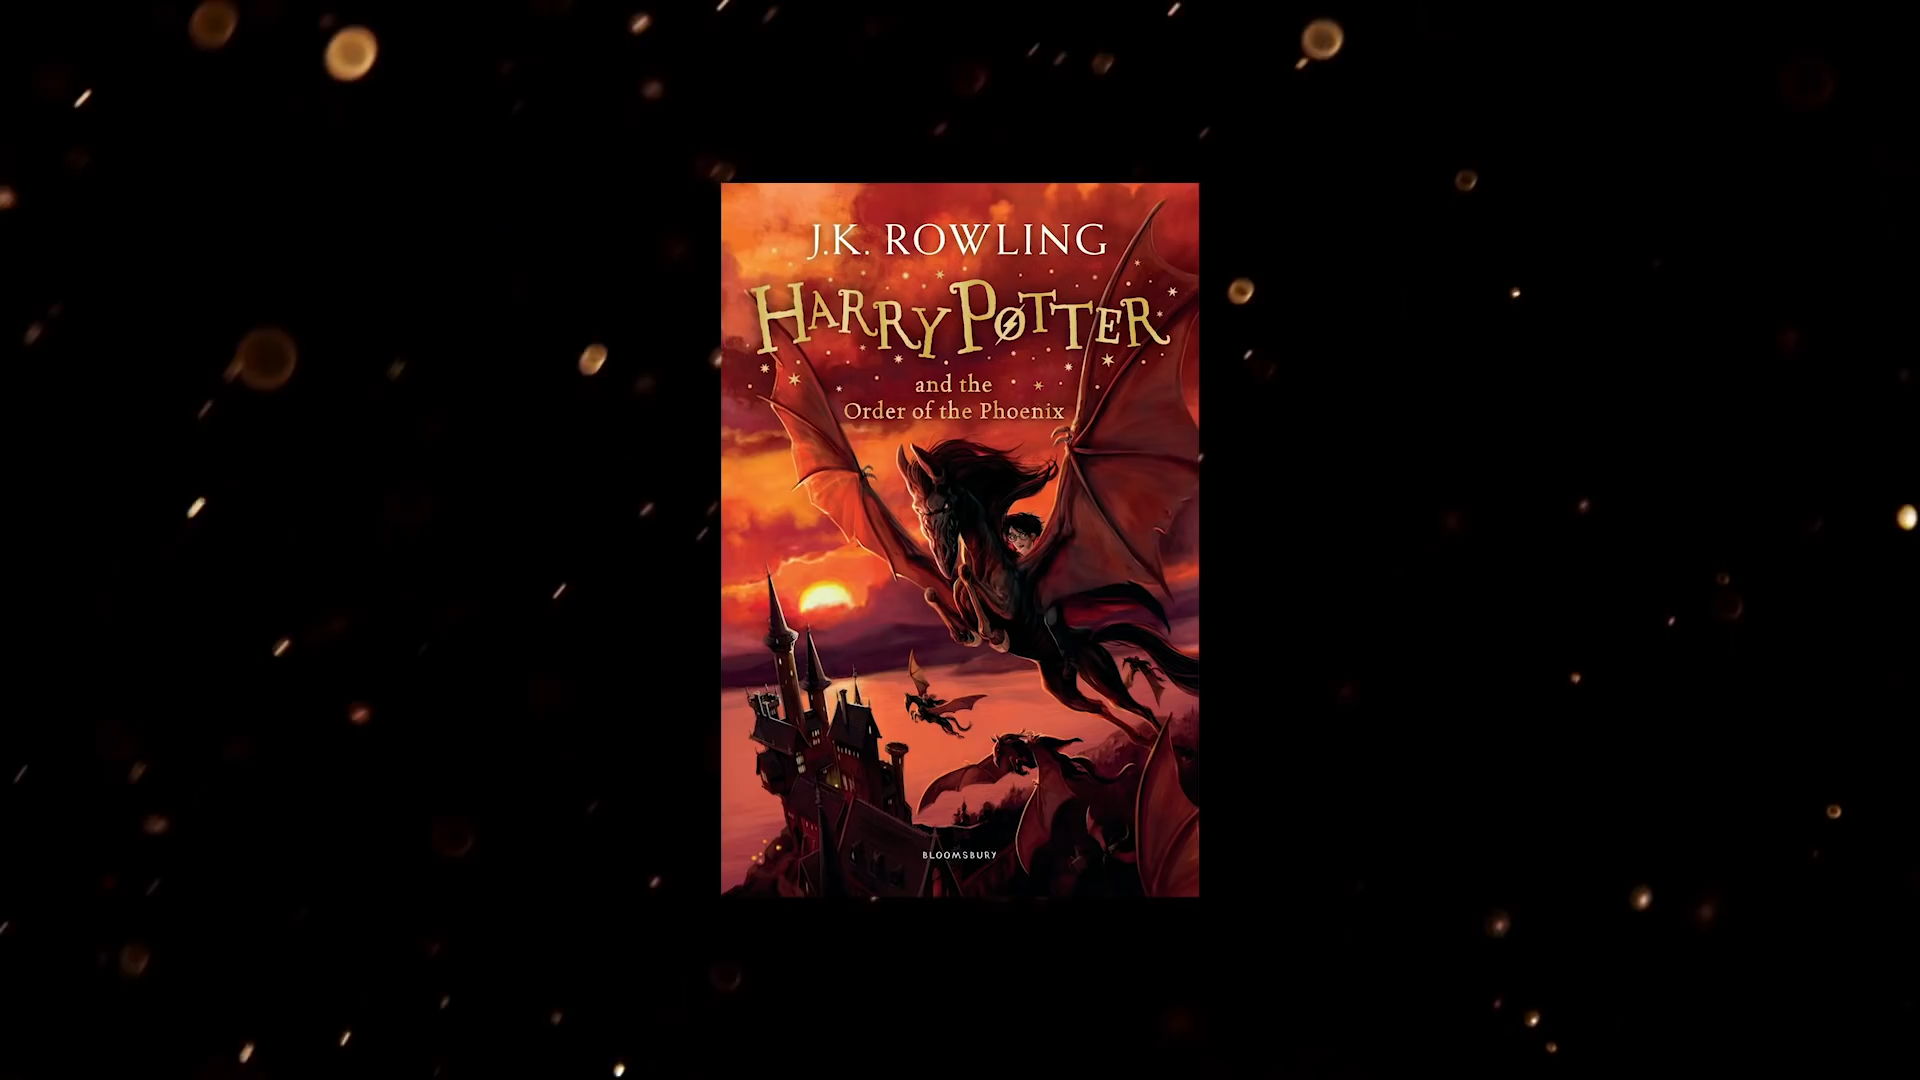 J.K. ROWLING
HARRY POTTER
and the
Order of the Phoenix
BLOOMSBURY